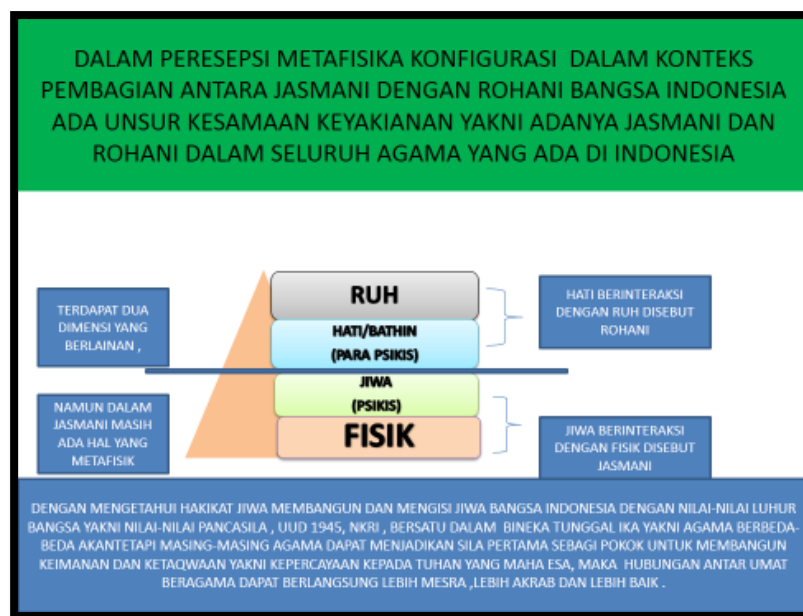 DALAM PERESEPSI METAFISIKA KONFIGURASI DALAM KONTEKS
PEMBAGIAN ANTARA JASMANI DENGAN ROHANI BANGSA INDONESIA
ADA UNSUR KESAMAAN KEYAKIANAN YAKNI ADANYA JASMANI DAN
ROHANI DALAM SELURUH AGAMA YANG ADA DI INDONESIA
TERDAPAT DUA
DIMENSI YANG
BERLAINAN ,
RUH
HATI/BATHIN
(PARA PSIKIS)
HATI BERINTERAKSI
DENGAN RUH DISEBUT
ROHANI
NAMUN DALAM
JASMANI MASIH
ADA HAL YANG
METAFISIK
JIWA
(PSIKIS)
FISIK
JIWA BERINTERAKSI
DENGAN FISIK DISEBUT
JASMANI
DENGAN MENGETAHUI HAKIKAT JIWA MEMBANGUN DAN MENGISI JIWA BANGSA INDONESIA DENGAN NILAI-NILAI LUHUR
BANGSA YAKNI NILAI-NILAI PANCASILA , UUD 1945, NKRI , BERSATU DALAM BINEKA TUNGGAL IKA YAKNI AGAMA BERBEDA-
BEDA AKANTETAPI MASING-MASING AGAMA DAPAT MENJADIKAN SILA PERTAMA SEBAGI POKOK UNTUK MEMBANGUN
KEIMANAN DAN KETAQWAAN YAKNI KEPERCAYAAN KEPADA TUHAN YANG MAHA ESA, MAKA HUBUNGAN ANTAR UMAT
BERAGAMA DAPAT BERLANGSUNG LEBIH MESRA ,LEBIH AKRAB DAN LEBIH BAIK .